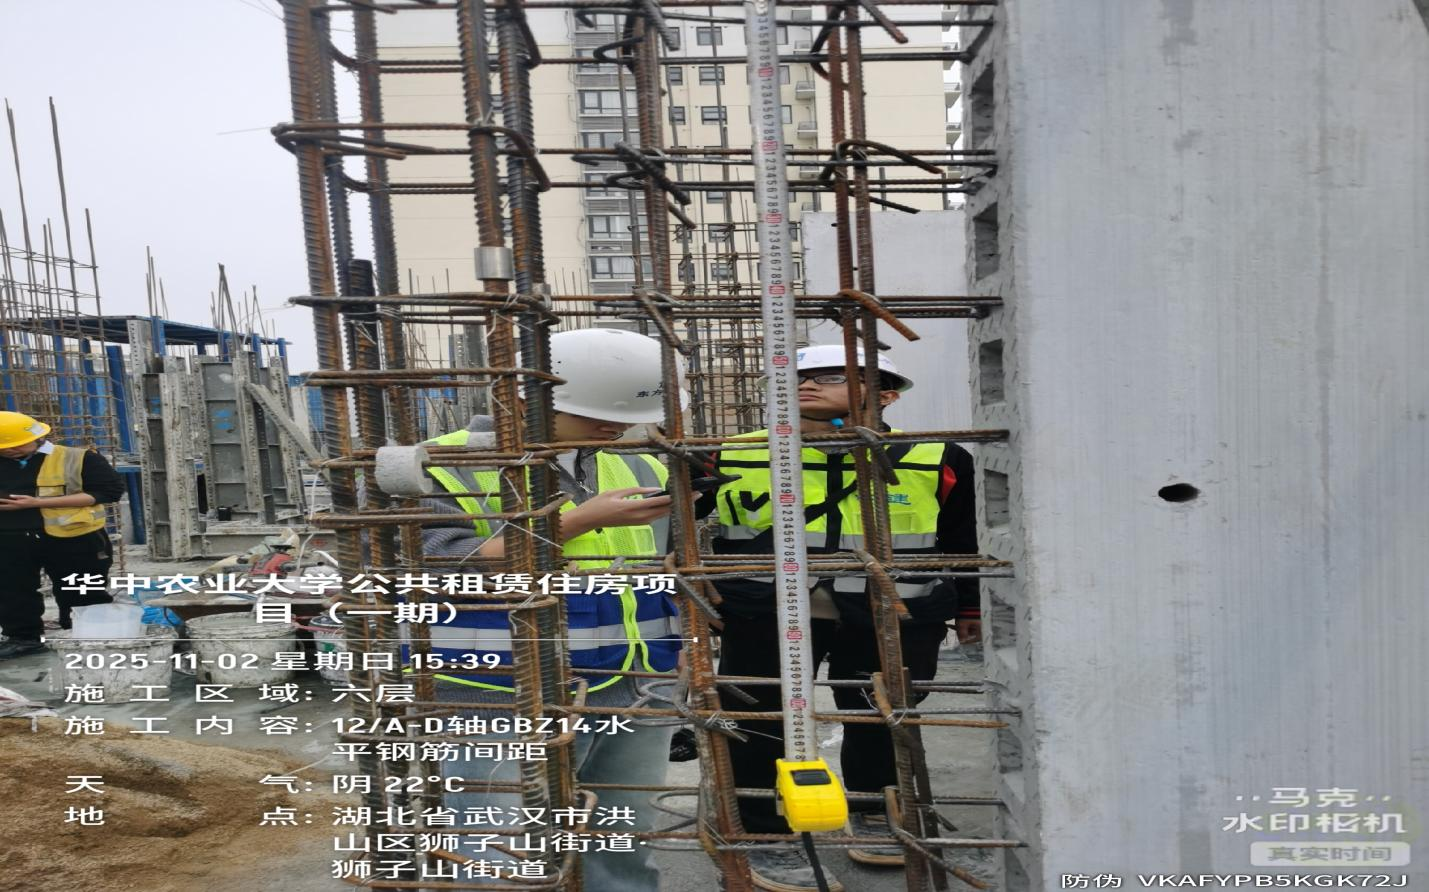 东方
华中农业大学公共租赁住房项
目（一期）
2025-11-02 星期日 15:39
施工区域：六层
施工内容：12/A-D轴GBZ14水
平钢筋间距
天气：阴 22°C
地点：湖北省武汉市洪
山区狮子山街道·
狮子山街道
马克
水印相机
真实时间
防伪 VKAFYPB5KGK72J